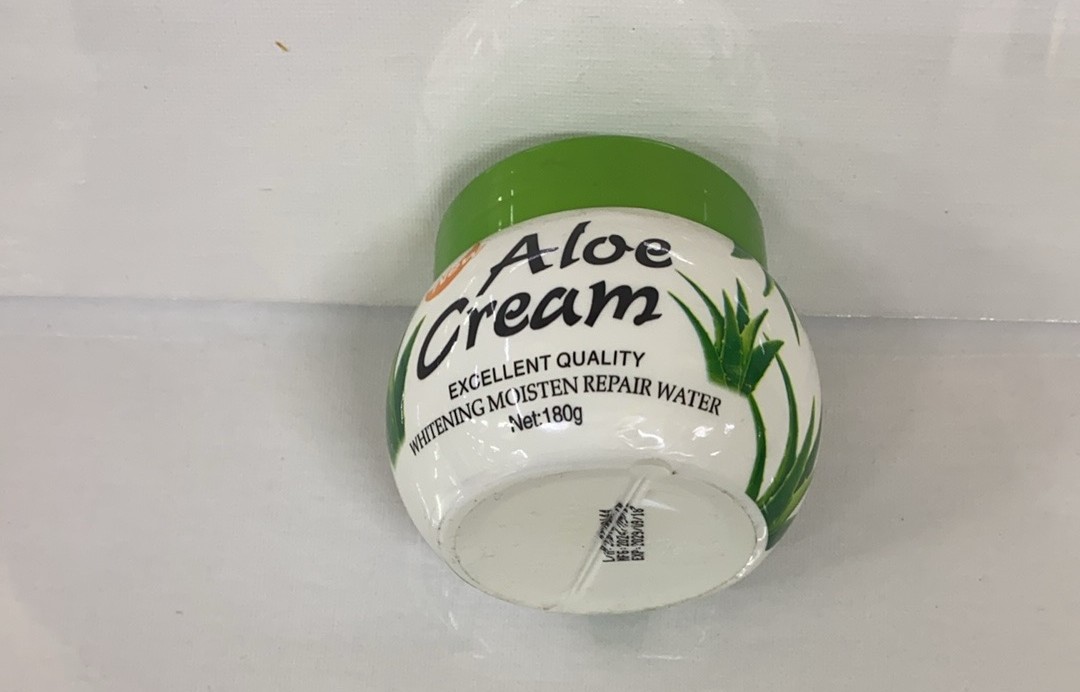 Aloe
Cream
EXCELLENT QUALITY
WHITENING MOISTEN REPAIR WATER
Net:180g